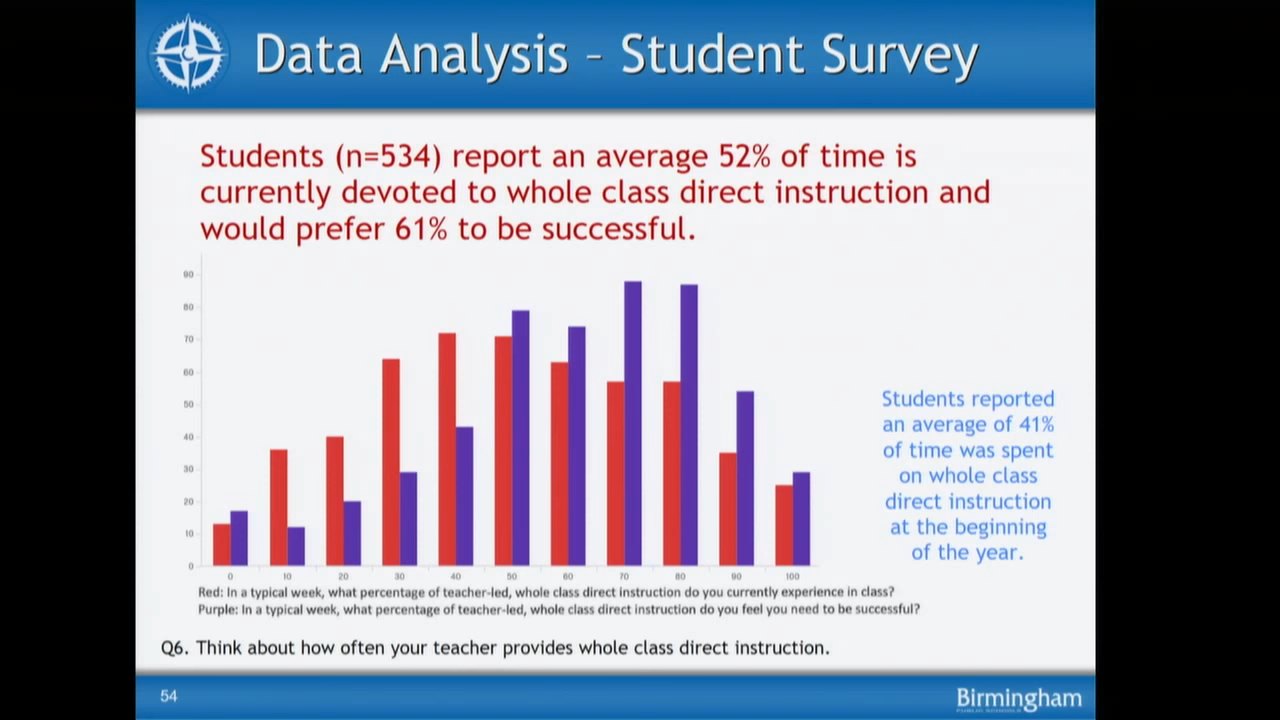 Data Analysis – Student Survey
Students (n=534) report an average 52% of time is
currently devoted to whole class direct instruction and
would prefer 61% to be successful.
90
80
70
60
50
40
30
20
10
0
0 10 20 30 40 50 60 70 80 90 100
Students reported
an average of 41%
of time was spent
on whole class
direct instruction
at the beginning
of the year.
Red: In a typical week, what percentage of teacher-led, whole class direct instruction do you currently experience in class?
Purple: In a typical week, what percentage of teacher-led, whole class direct instruction do you feel you need to be successful?
Q6. Think about how often your teacher provides whole class direct instruction.
54
Birmingham
PUBLIC SCHOOLS